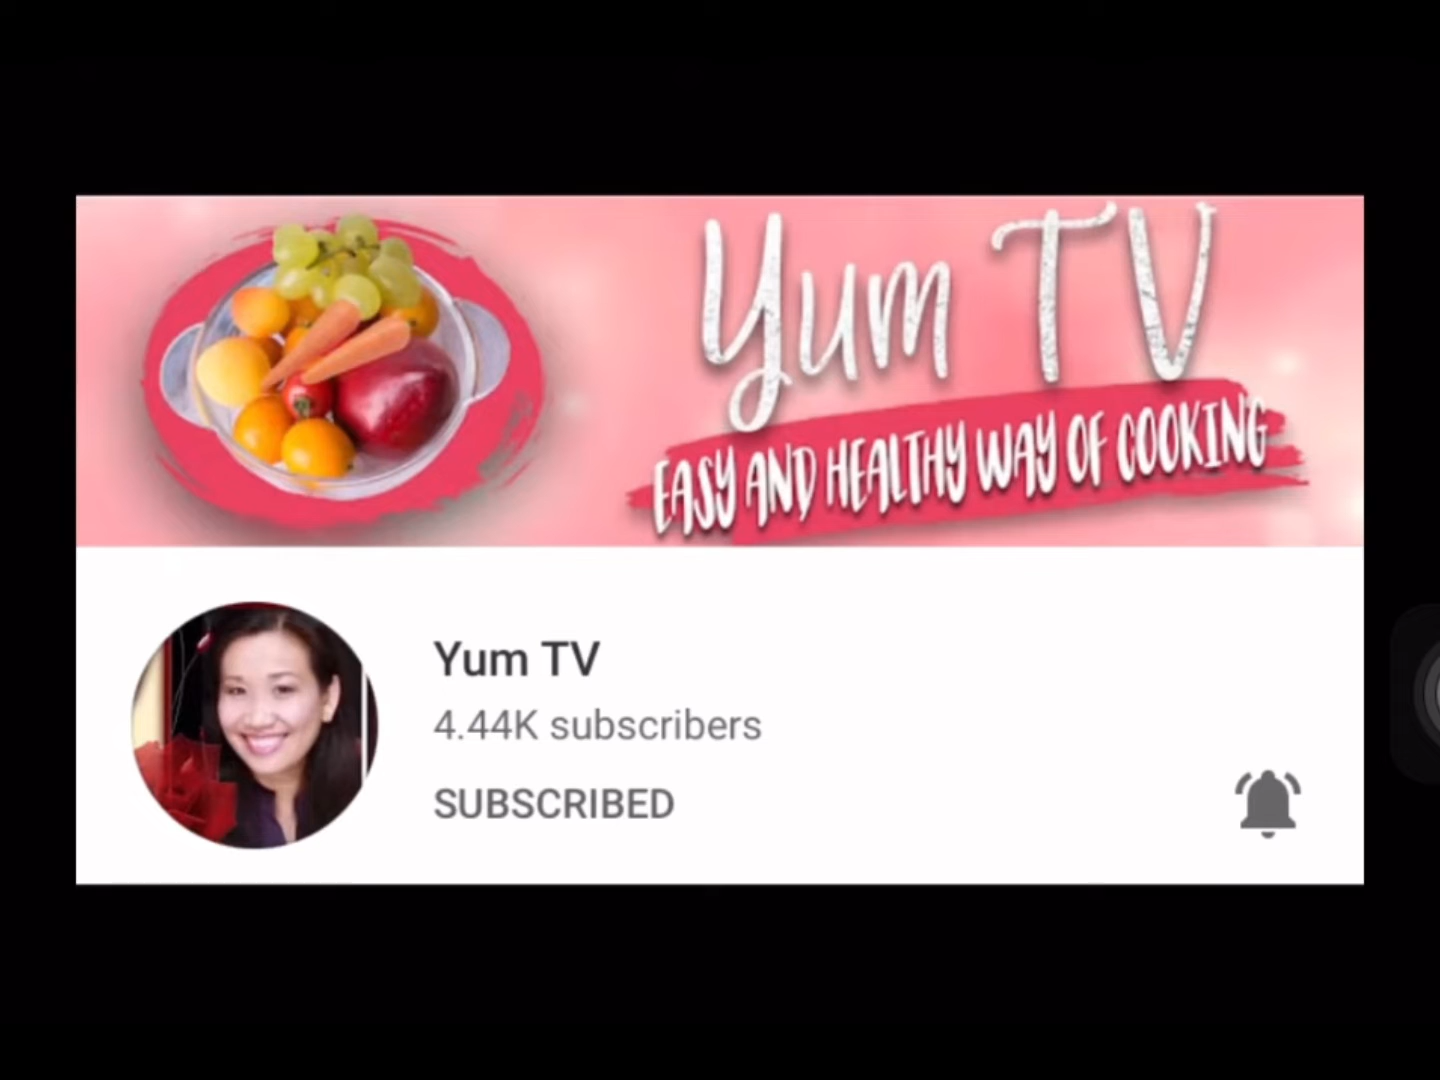 Yum TV
EASY AND HEALTHY WAY OF COOKING
Yum TV
4.44K subscribers
SUBSCRIBED